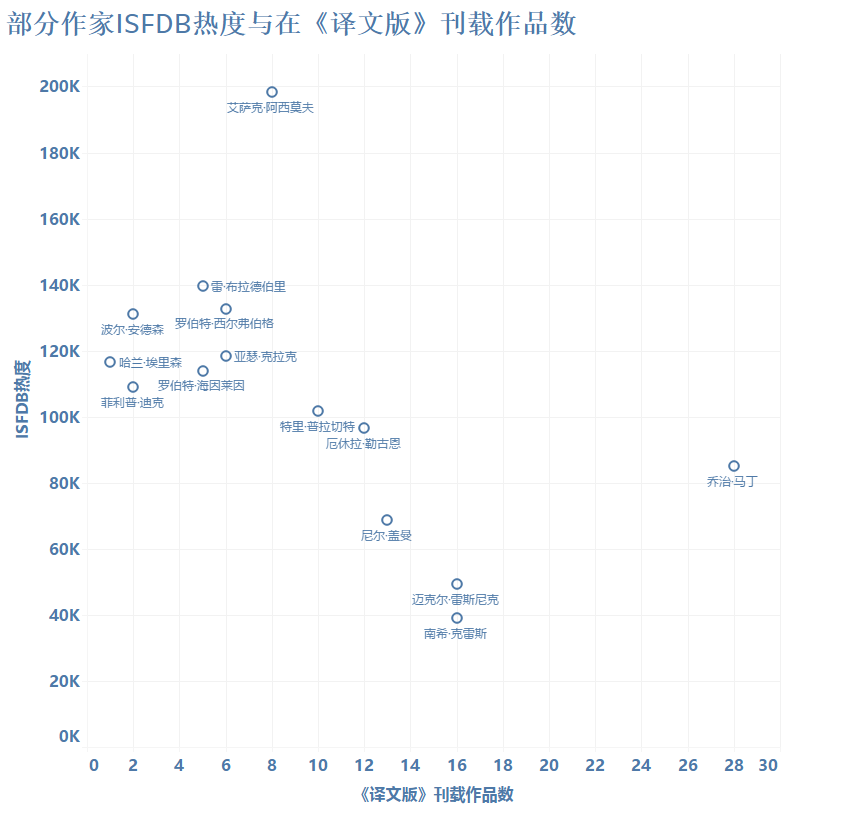 部分作家ISFDB热度与在《译文版》刊载作品数
200K
艾萨克·阿西莫夫
180K
160K
140K
雷·布拉德伯里
波尔·安德森
罗伯特·西尔弗伯格
120K
亚瑟·克拉克
哈兰·埃里森
罗伯特·海因莱因
菲利普·迪克
ISFDB热度
100K
特里·普拉切特
厄休拉·勒古恩
80K
乔治·马丁
尼尔·盖曼
60K
迈克尔·雷斯尼克
40K
南希·克雷斯
20K
0K
0 2 4 6 8 10 12 14 16 18 20 22 24 26 28 30
《译文版》刊载作品数